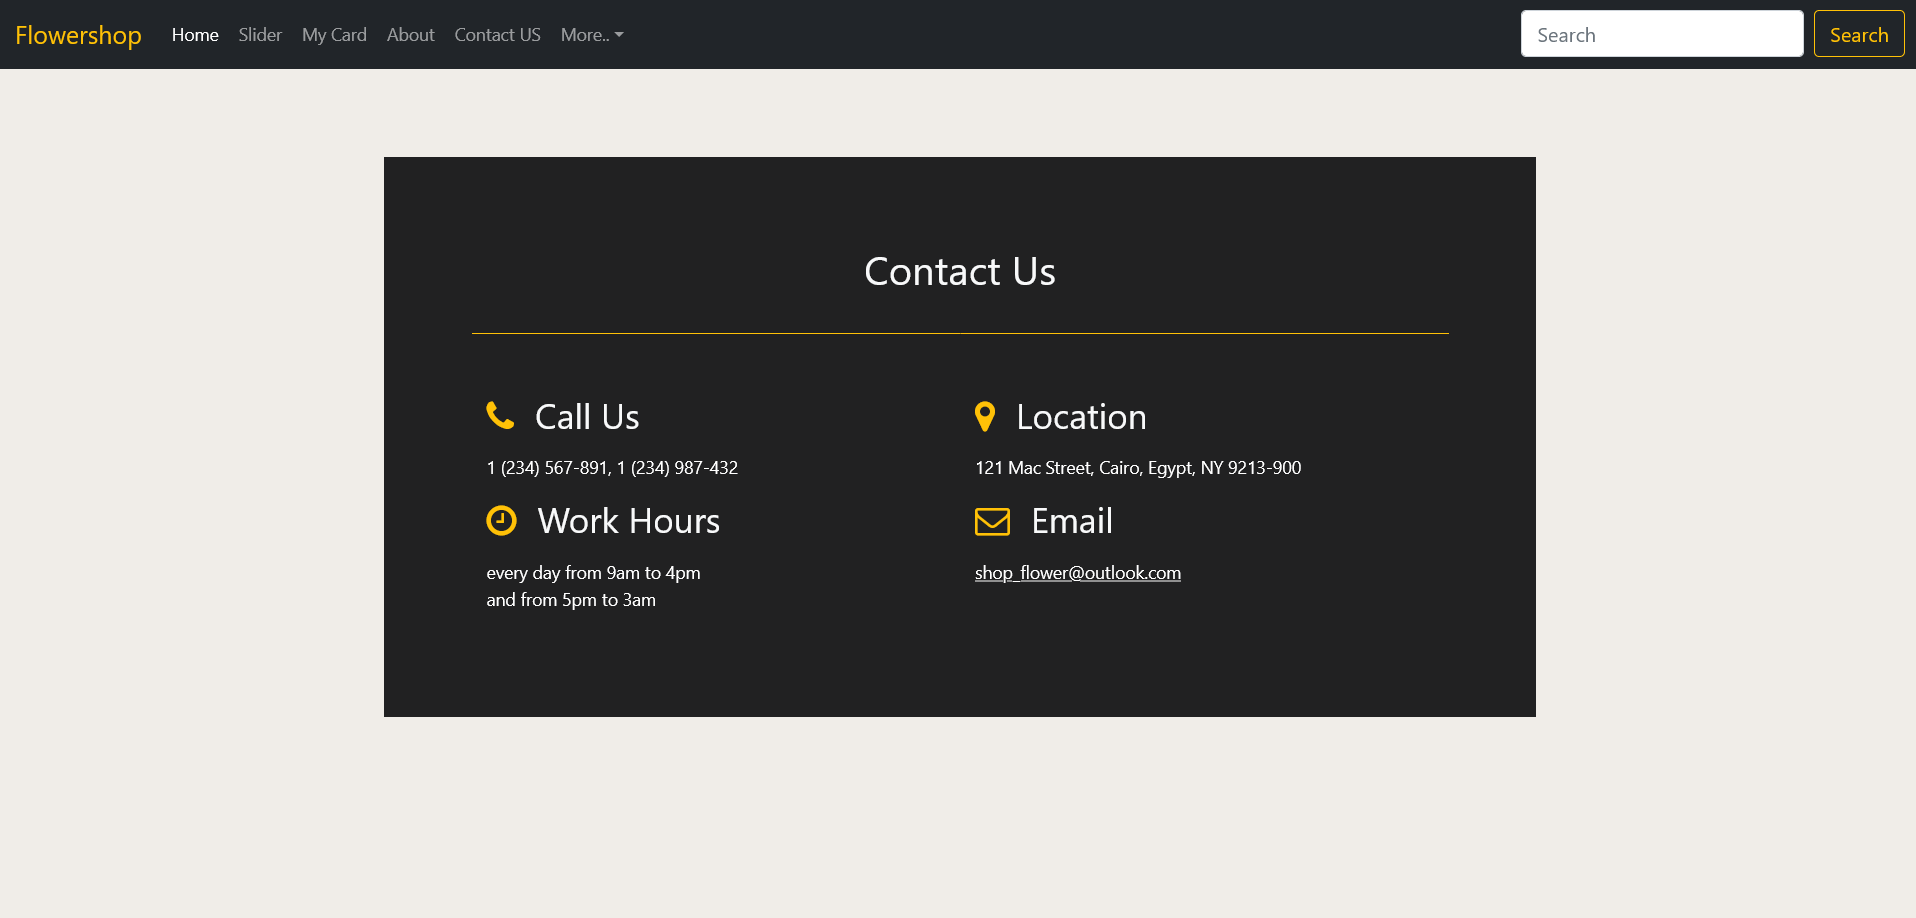 Flowershop Home Slider My Card About Contact US More.. Search Search
Contact Us
Call Us
1 (234) 567-891, 1 (234) 987-432
Location
121 Mac Street, Cairo, Egypt, NY 9213-900
Work Hours
every day from 9am to 4pm
and from 5pm to 3am
Email
shop_flower@outlook.com